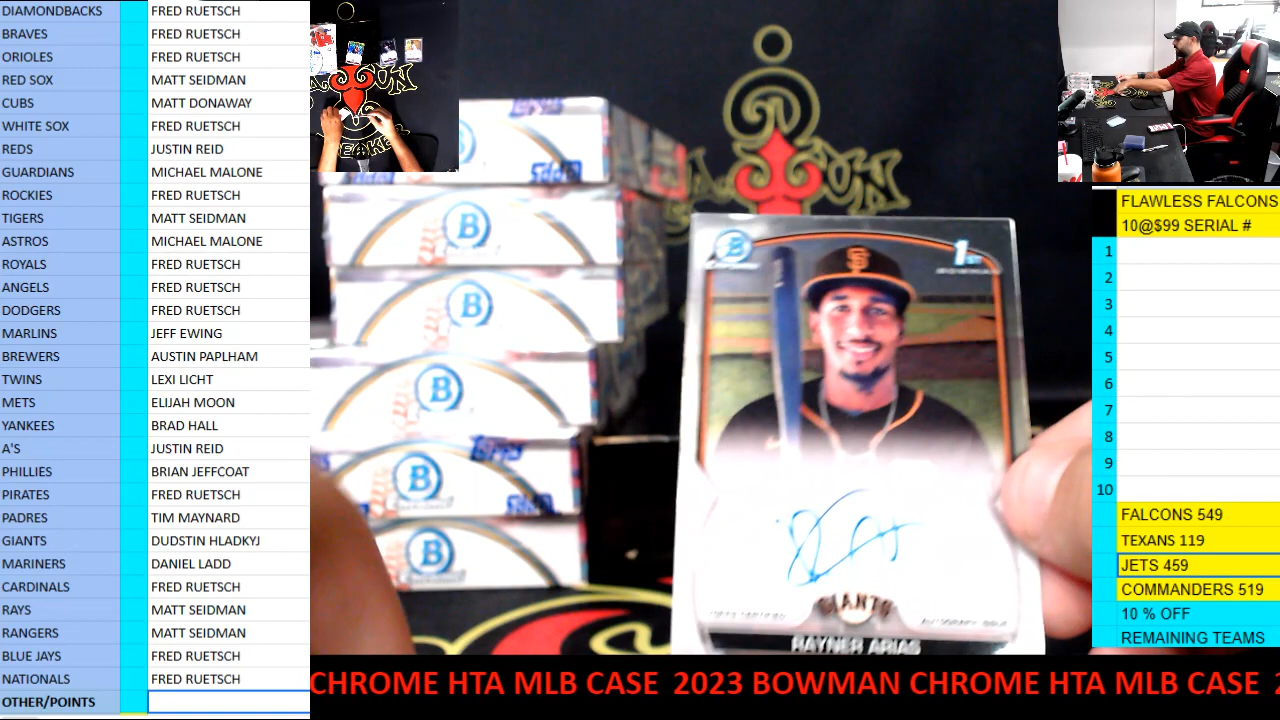 DIAMONDBACKS FRED RUETSCH
BRAVES FRED RUETSCH
ORIOLES FRED RUETSCH
RED SOX MATT SEIDMAN
CUBS MATT DONAWAY
WHITE SOX FRED RUETSCH
REDS JUSTIN REID
GUARDIANS MICHAEL MALONE
ROCKIES FRED RUETSCH
TIGERS MATT SEIDMAN
ASTROS MICHAEL MALONE
ROYALS FRED RUETSCH
ANGELS FRED RUETSCH
DODGERS FRED RUETSCH
MARLINS JEFF EWING
BREWERS AUSTIN PAPLHAM
TWINS LEXI LICHT
METS ELIJAH MOON
YANKEES BRAD HALL
A'S JUSTIN REID
PHILLIES BRIAN JEFFCOAT
PIRATES FRED RUETSCH
PADRES TIM MAYNARD
GIANTS DUDSTIN HLADKYJ
MARINERS DANIEL LADD
CARDINALS FRED RUETSCH
RAYS MATT SEIDMAN
RANGERS MATT SEIDMAN
BLUE JAYS FRED RUETSCH
NATIONALS FRED RUETSCH
OTHER/POINTS
B
B
B
B
B
1st
GIANTS
RAYNER ARIAS
FLAWLESS FALCONS
10@$99 SERIAL #
1
2
3
4
5
6
7
8
9
10
FALCONS 549
TEXANS 119
JETS 459
COMMANDERS 519
10 % OFF
REMAINING TEAMS
CHROME HTA MLB CASE 2023 BOWMAN CHROME HTA MLB CASE 2